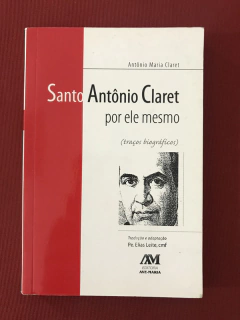 Antônio Maria Claret
Santo Antônio Claret
por ele mesmo
(traços biográficos)
Tradução e adaptação
Pe. Elias Leite, cmf
AM
EDITORA
AVE-MARIA